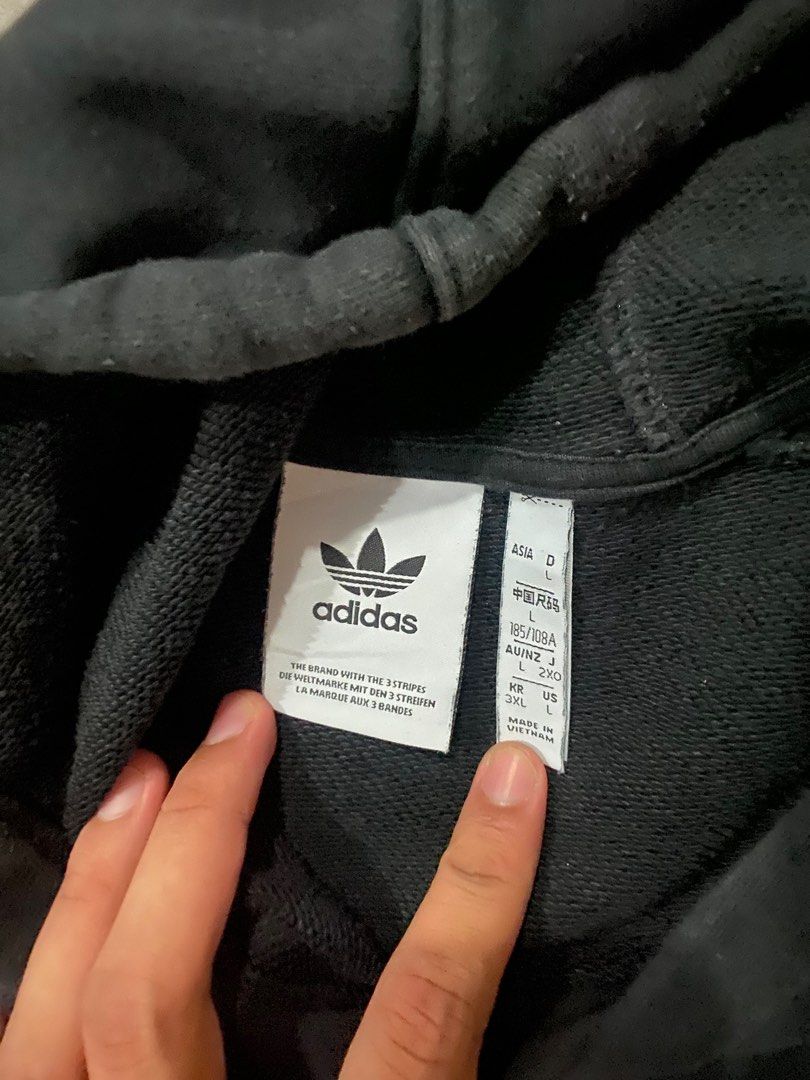 adidas
THE BRAND WITH THE 3 STRIPES
DIE WELTMARKE MIT DEN 3 STREIFEN
LA MARQUE AUX 3 BANDES
ASIA D
L
中国尺码
L
185/108A
AU/NZ J
L 2XO
KR US
3XL L
MADE IN
VIETNAM